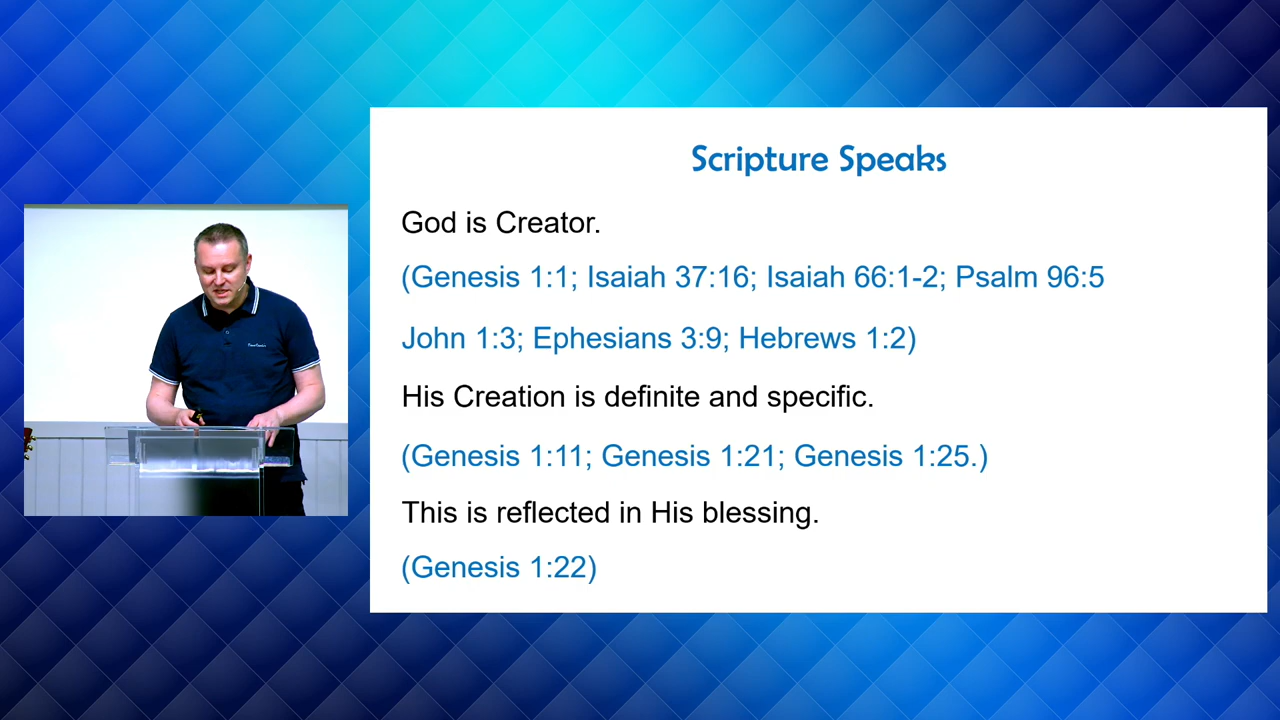 Scripture Speaks
God is Creator.
(Genesis 1:1; Isaiah 37:16; Isaiah 66:1-2; Psalm 96:5
John 1:3; Ephesians 3:9; Hebrews 1:2)
His Creation is definite and specific.
(Genesis 1:11; Genesis 1:21; Genesis 1:25.)
This is reflected in His blessing.
(Genesis 1:22)